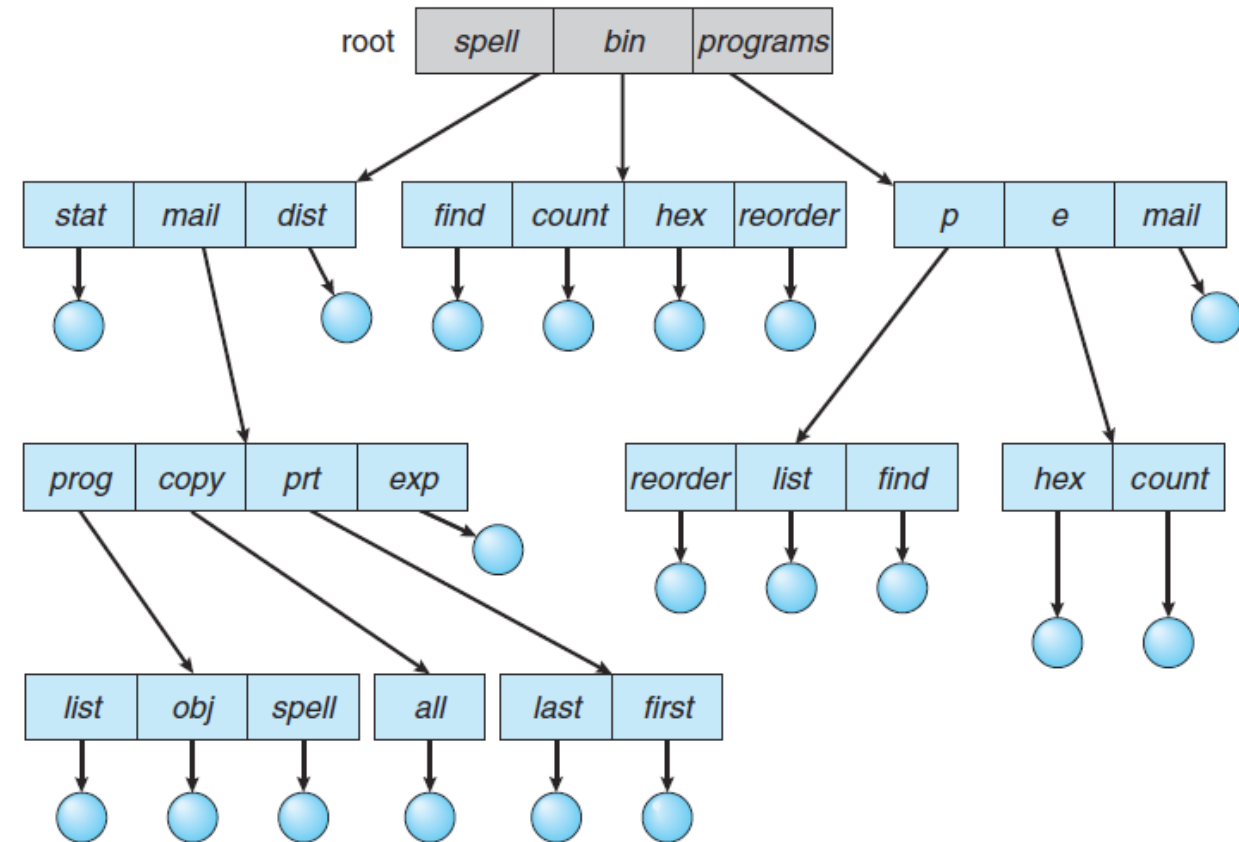 root spell bin programs
stat mail dist find count hex reorder p e mail
prog copy prt exp reorder list find hex count
list obj spell all last first